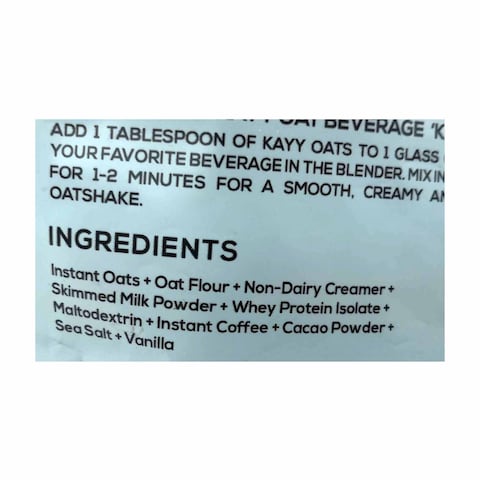 OAT BEVERAGE 'K
ADD 1 TABLESPOON OF KAYY OATS TO 1 GLASS
YOUR FAVORITE BEVERAGE IN THE BLENDER. MIX IN
FOR 1-2 MINUTES FOR A SMOOTH, CREAMY AN
OATSHAKE.
INGREDIENTS
Instant Oats + Oat Flour + Non-Dairy Creamer +
Skimmed Milk Powder + Whey Protein Isolate +
Maltodextrin + Instant Coffee + Cacao Powder +
Sea Salt + Vanilla